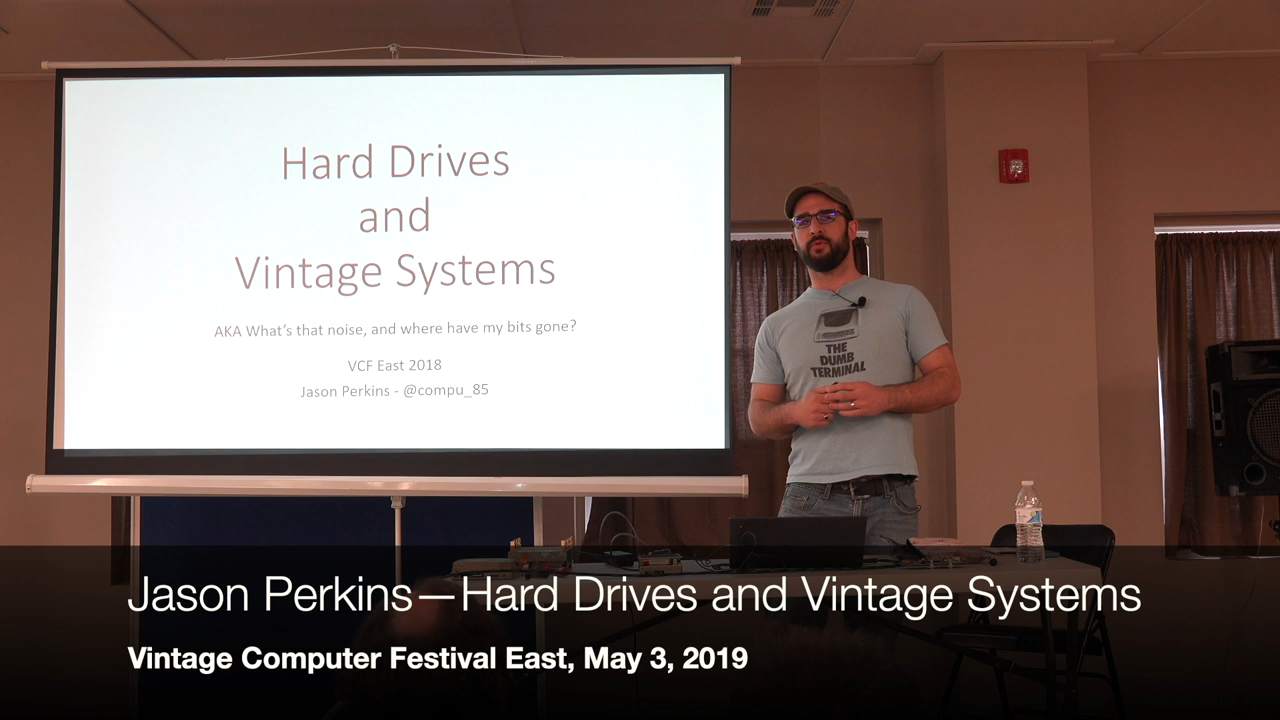 Hard Drives
and
Vintage Systems
AKA What's that noise, and where have my bits gone?
VCF East 2018
Jason Perkins - @compu_85
THE
DUMB
TERMINAL
Jason Perkins—Hard Drives and Vintage Systems
Vintage Computer Festival East, May 3, 2019